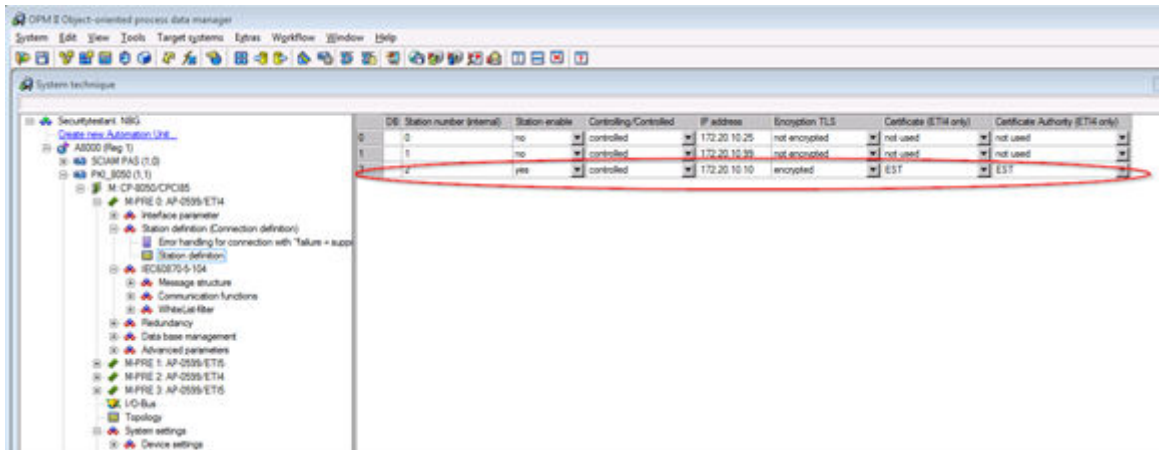 OPM II Object-oriented process data manager
System Edit View Tools Target systems Extras Workflow Window Help
System technique
Securitytestant. NBG
Create new Automation Unit...
A8000 (Reg 1)
SCIAM PAS (1,0)
PKI_8050 (1,1)
M: CP-8050/CPCI85
M-PRE 0: AP-0599/ETI4
Interface parameter
Station definition (Connection definition)
Error handling for connection with "failure + supp
Station definition
IEC60870-5-104
Message structure
Communication functions
WhiteList-filter
Redundancy
Data base management
Advanced parameters
M-PRE 1: AP-0599/ETI5
M-PRE 2: AP-0599/ETI4
M-PRE 3: AP-0599/ETI5
I/O-Bus
Topology
System settings
Device settings
DB: Station number (internal) Station enable Controlling/Controlled IP address Encryption TLS Certificate (ETI4 only) Certificate Authority (ETI4 only)
0 0 no controlled 172.20.10.25 not encrypted not used not used
1 1 no controlled 172.20.10.99 not encrypted not used not used
2 yes controlled 172.20.10.10 encrypted EST EST